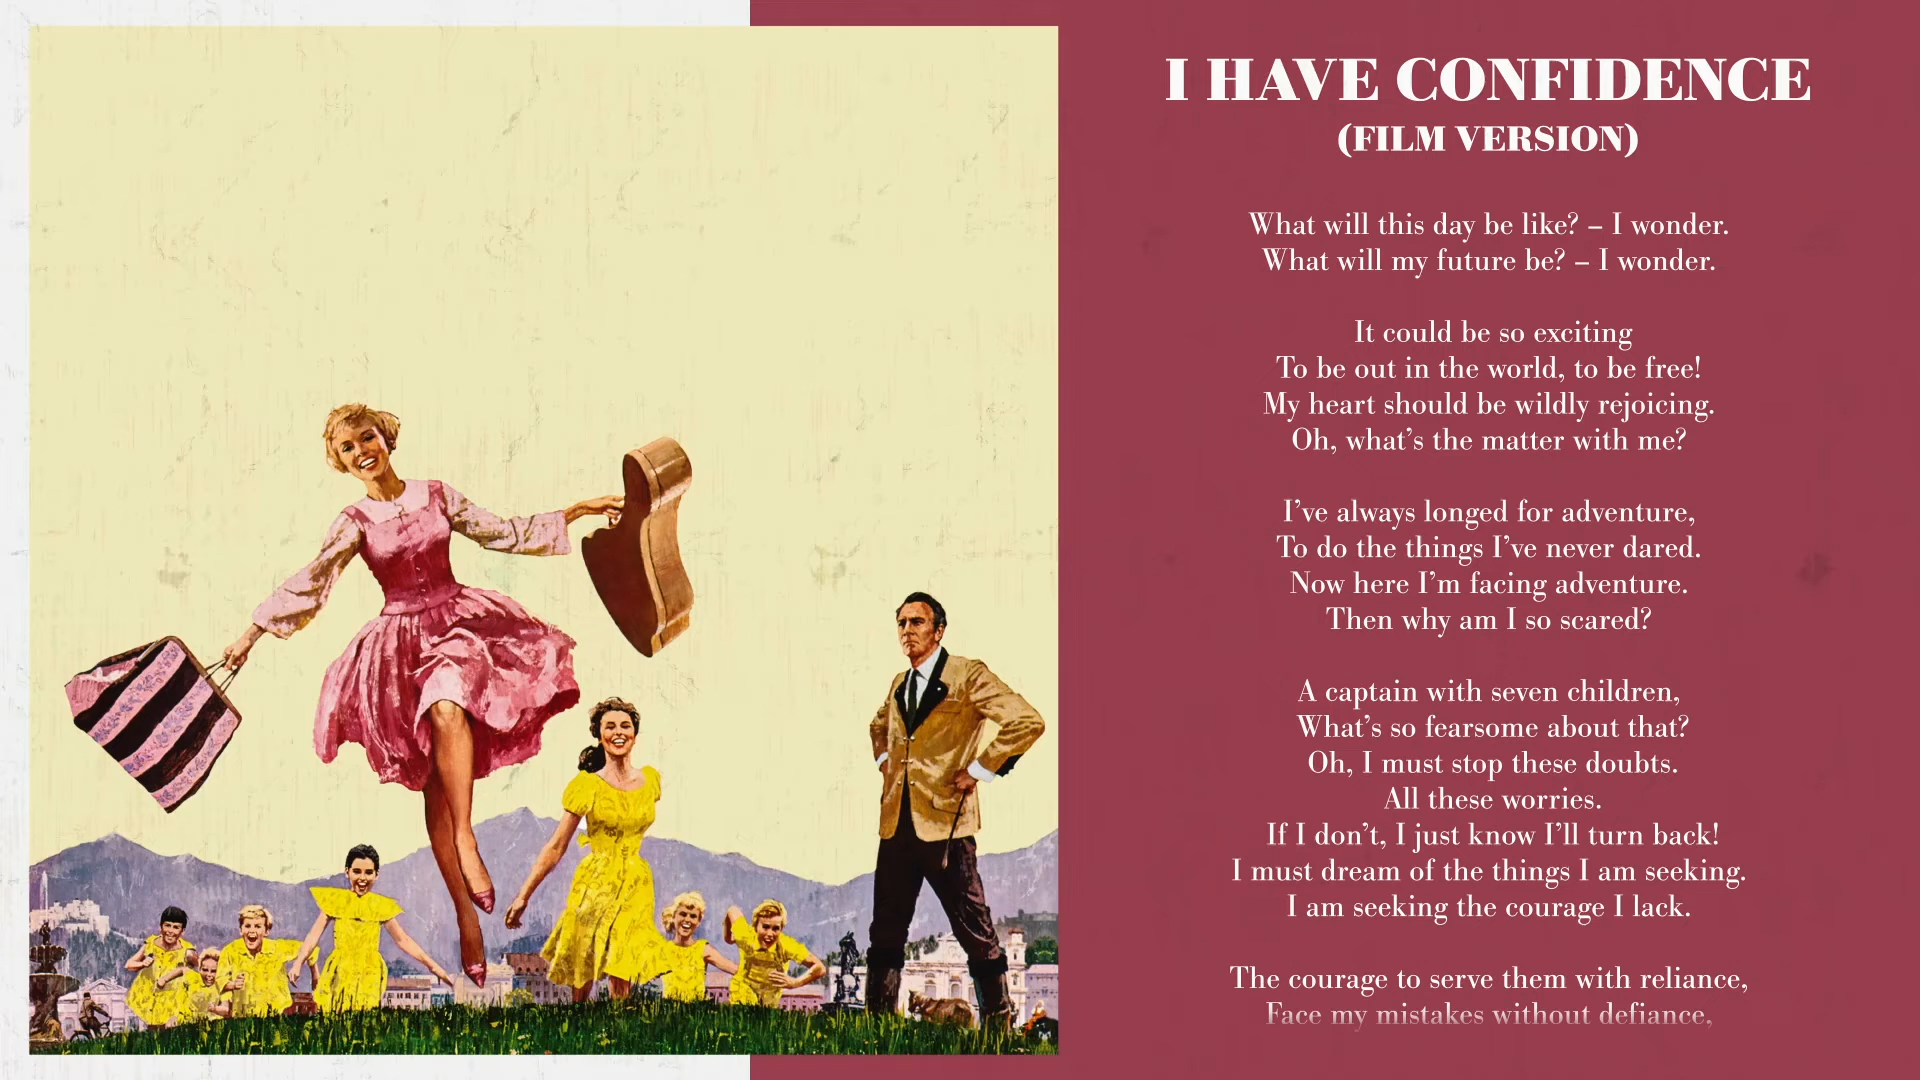 I HAVE CONFIDENCE
(FILM VERSION)
What will this day be like? – I wonder.
What will my future be? – I wonder.
It could be so exciting
To be out in the world, to be free!
My heart should be wildly rejoicing.
Oh, what’s the matter with me?
I’ve always longed for adventure,
To do the things I’ve never dared.
Now here I’m facing adventure.
Then why am I so scared?
A captain with seven children,
What’s so fearsome about that?
Oh, I must stop these doubts.
All these worries.
If I don’t, I just know I’ll turn back!
I must dream of the things I am seeking.
I am seeking the courage I lack.
The courage to serve them with reliance,
Face my mistakes without defiance,